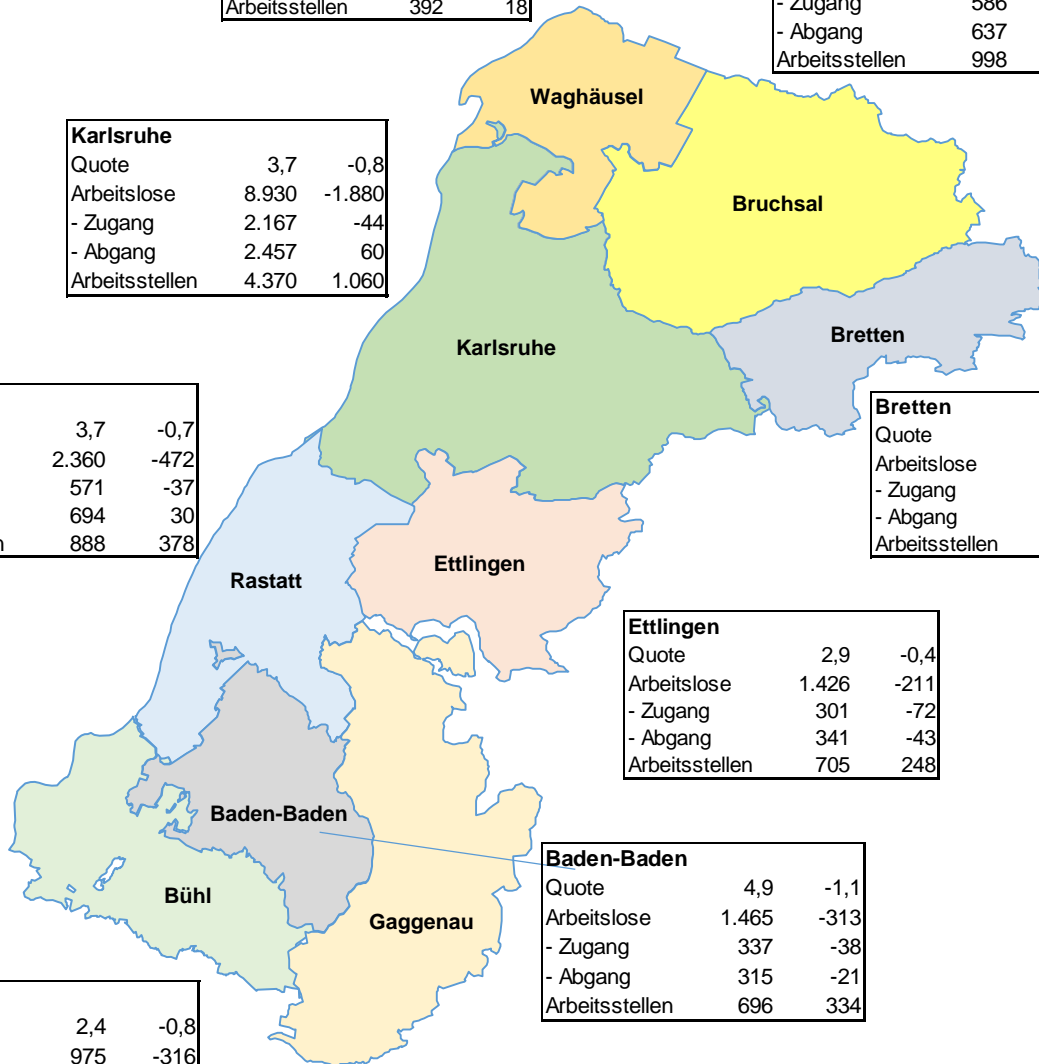 Arbeitsstellen 392 18
- Zugang 586
- Abgang 637
Arbeitsstellen 998
Waghäusel
Karlsruhe
Quote 3,7 -0,8
Arbeitslose 8.930 -1.880
- Zugang 2.167 -44
- Abgang 2.457 60
Arbeitsstellen 4.370 1.060
Bruchsal
Bretten
Karlsruhe
3,7 -0,7
2.360 -472
571 -37
694 30
n 888 378
Bretten
Quote
Arbeitslose
- Zugang
- Abgang
Arbeitsstellen
Ettlingen
Rastatt
Ettlingen
Quote 2,9 -0,4
Arbeitslose 1.426 -211
- Zugang 301 -72
- Abgang 341 -43
Arbeitsstellen 705 248
Baden-Baden
Baden-Baden
Quote 4,9 -1,1
Arbeitslose 1.465 -313
- Zugang 337 -38
- Abgang 315 -21
Arbeitsstellen 696 334
Bühl
Gaggenau
2,4 -0,8
975 -316